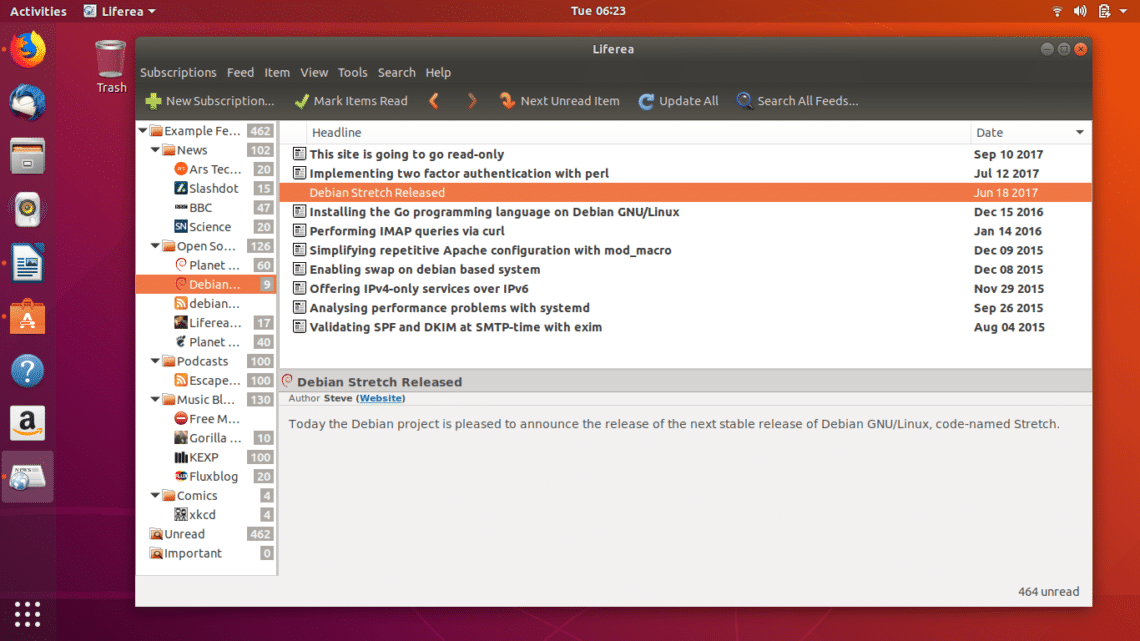 Activities Liferea Tue 06:23
Trash
Liferea
Subscriptions Feed Item View Tools Search Help
New Subscription... Mark Items Read Next Unread Item Update All Search All Feeds...
Example Fe... 462
News 102
Ars Tec... 20
Slashdot 15
BBC 47
SN Science 20
Open So... 126
Planet ... 60
Debian... 9
debian...
Liferea... 17
Planet ... 40
Podcasts 100
Escape... 100
Music Bl... 130
Free M...
Gorilla ... 10
KEXP 100
Fluxblog 20
Comics 4
xkcd 4
Unread 462
Important 0
Headline Date
This site is going to go read-only Sep 10 2017
Implementing two factor authentication with perl Jul 12 2017
Debian Stretch Released Jun 18 2017
Installing the Go programming language on Debian GNU/Linux Dec 15 2016
Performing IMAP queries via curl Jan 14 2016
Simplifying repetitive Apache configuration with mod_macro Dec 09 2015
Enabling swap on debian based system Dec 08 2015
Offering IPv4-only services over IPv6 Nov 29 2015
Analysing performance problems with systemd Sep 26 2015
Validating SPF and DKIM at SMTP-time with exim Aug 04 2015
Debian Stretch Released
Author Steve (Website)
Today the Debian project is pleased to announce the release of the next stable release of Debian GNU/Linux, code-named Stretch.
464 unread
A
?
a
NEWS